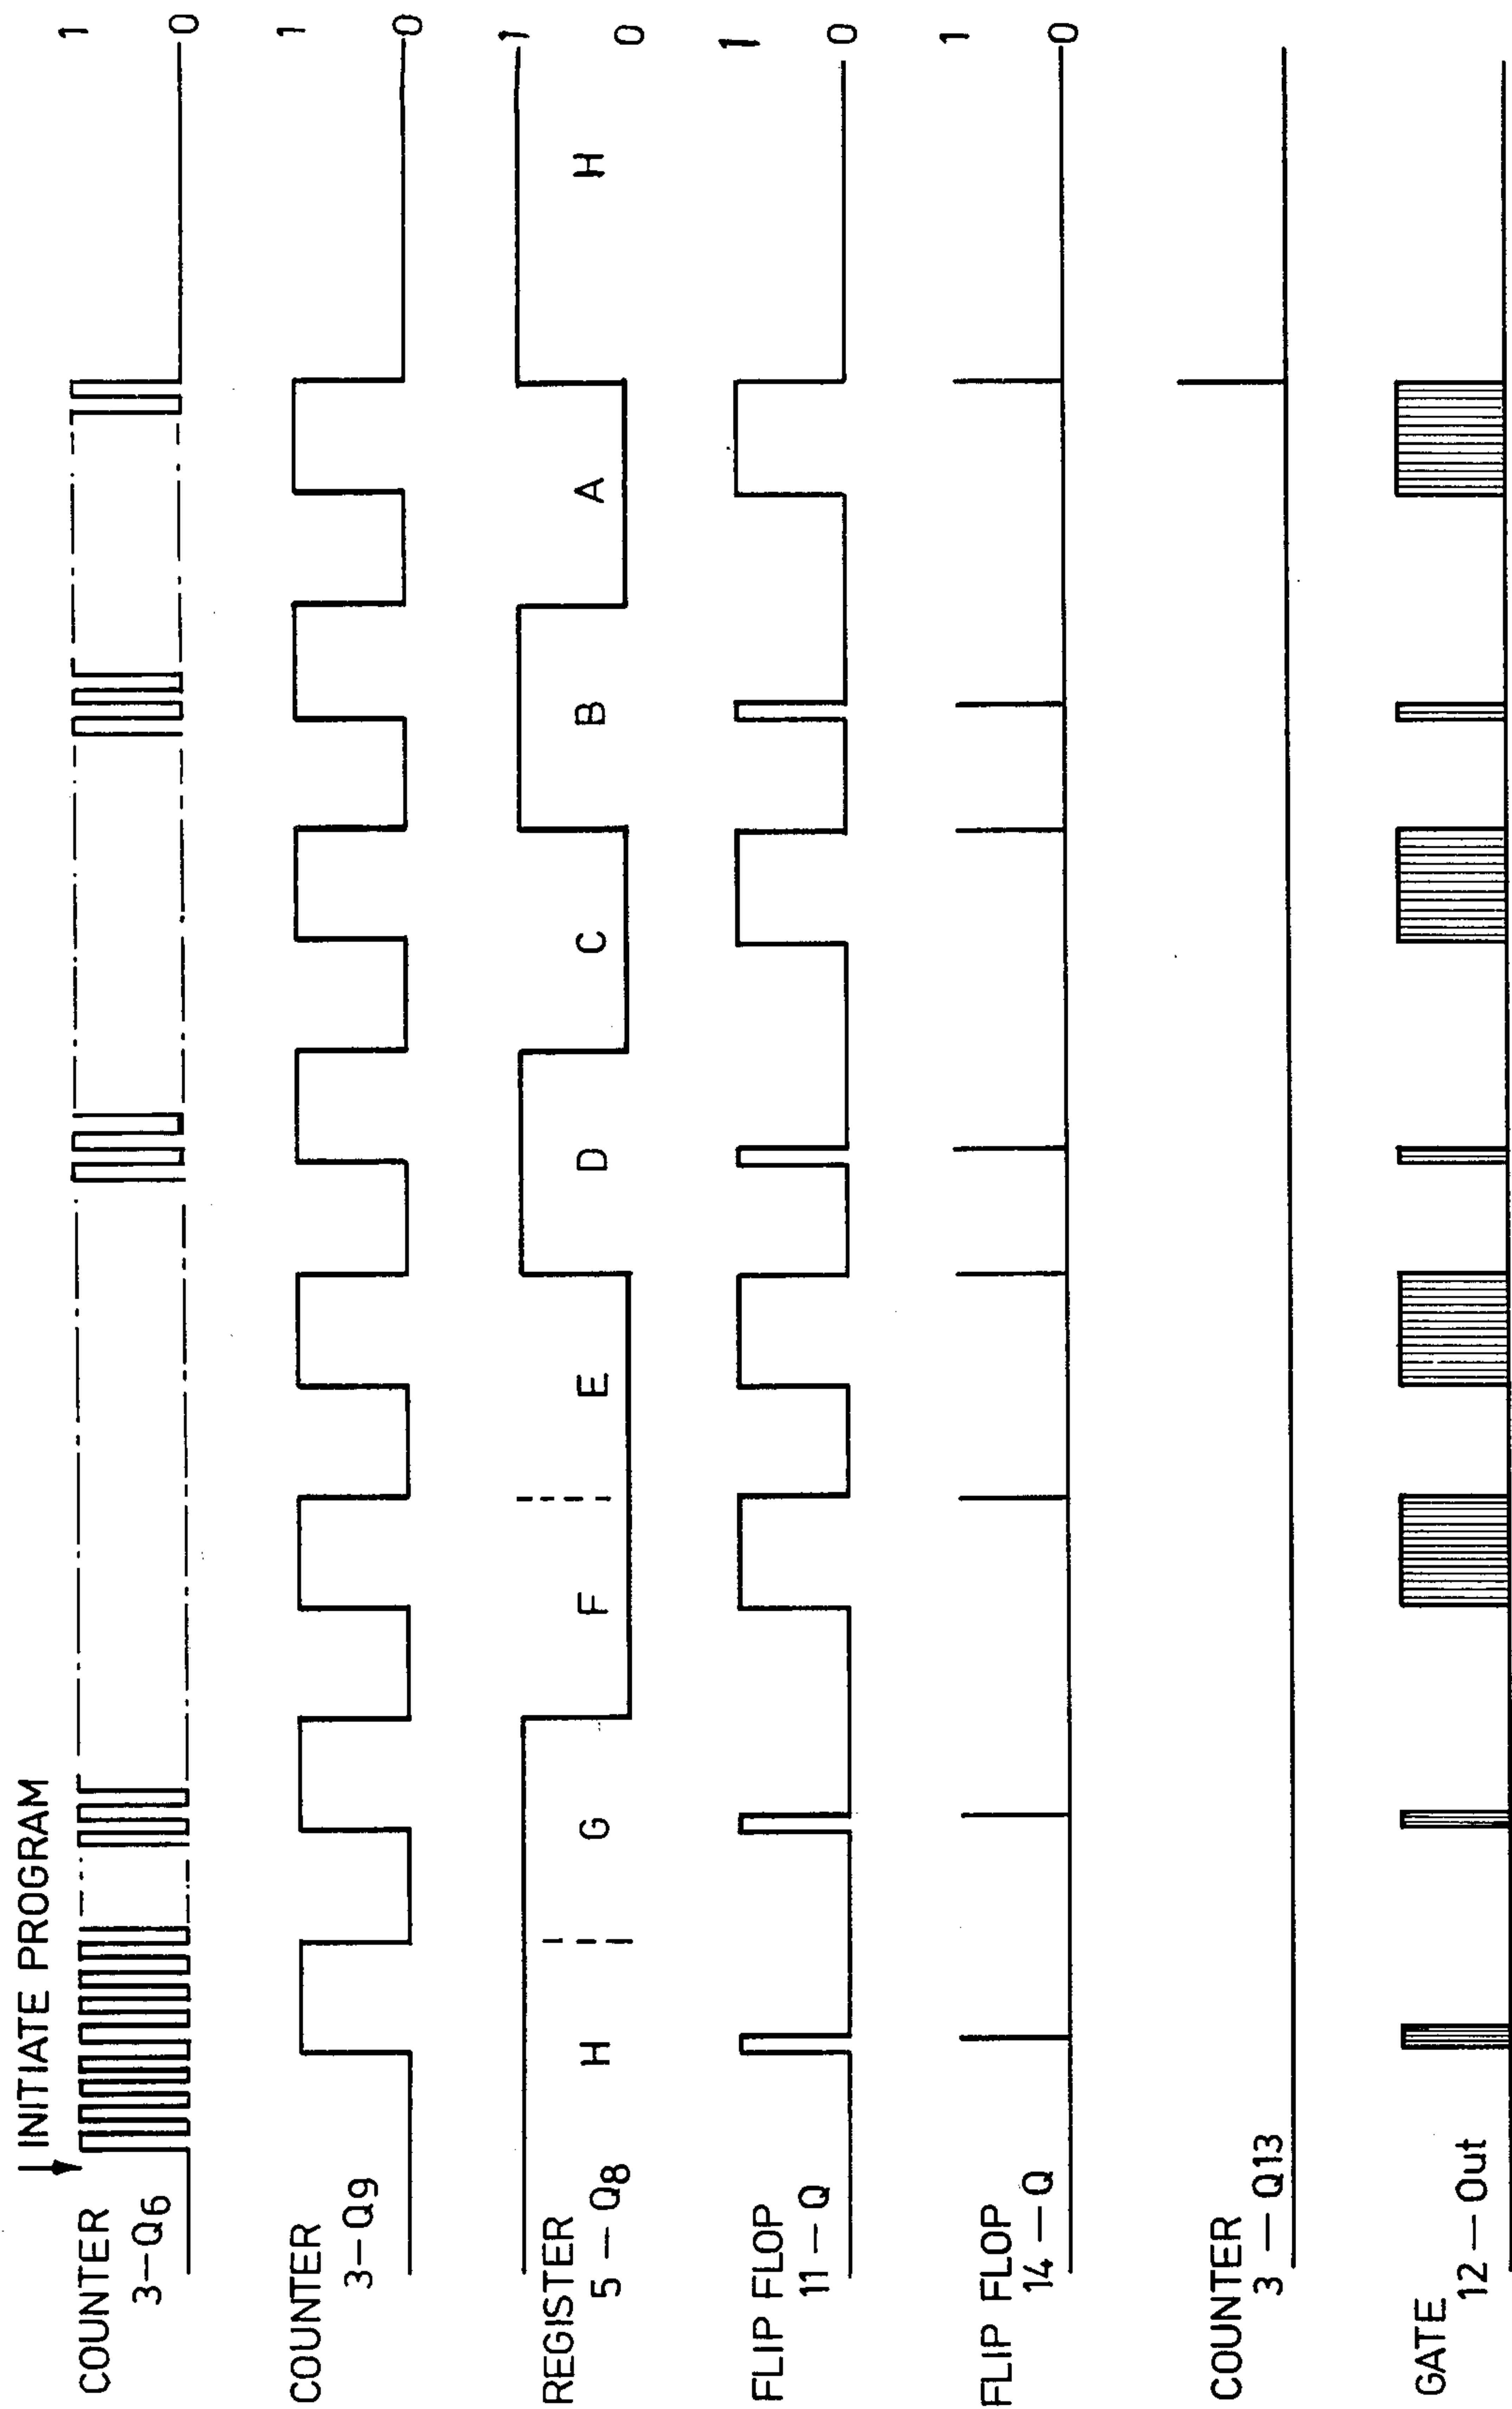 INITIATE PROGRAM
COUNTER
3—Q6
1
0
COUNTER
3—Q9
1
0
REGISTER
5—Q8
H
G
F
E
D
C
B
A
H
1
0
FLIP FLOP
11—Q
1
0
FLIP FLOP
14—Q
1
0
COUNTER
3—Q13
GATE
12—Out